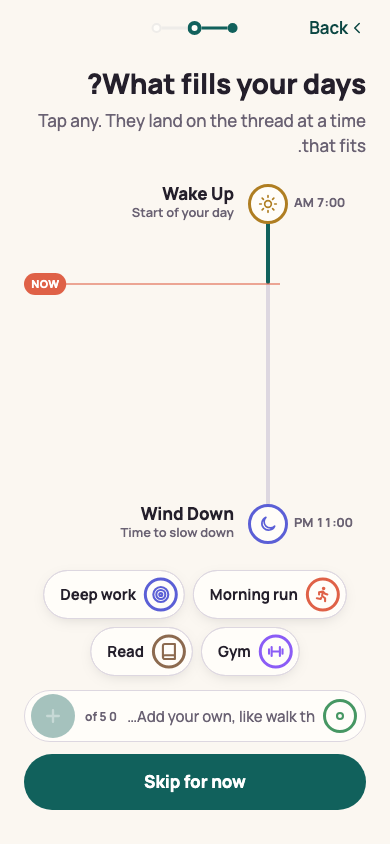 Back
?What fills your days
Tap any. They land on the thread at a time
.that fits
Wake Up
Start of your day
AM 7:00
NOW
Wind Down
Time to slow down
PM 11:00
Deep work
Morning run
Read
Gym
of 5 0
...Add your own, like walk th
Skip for now